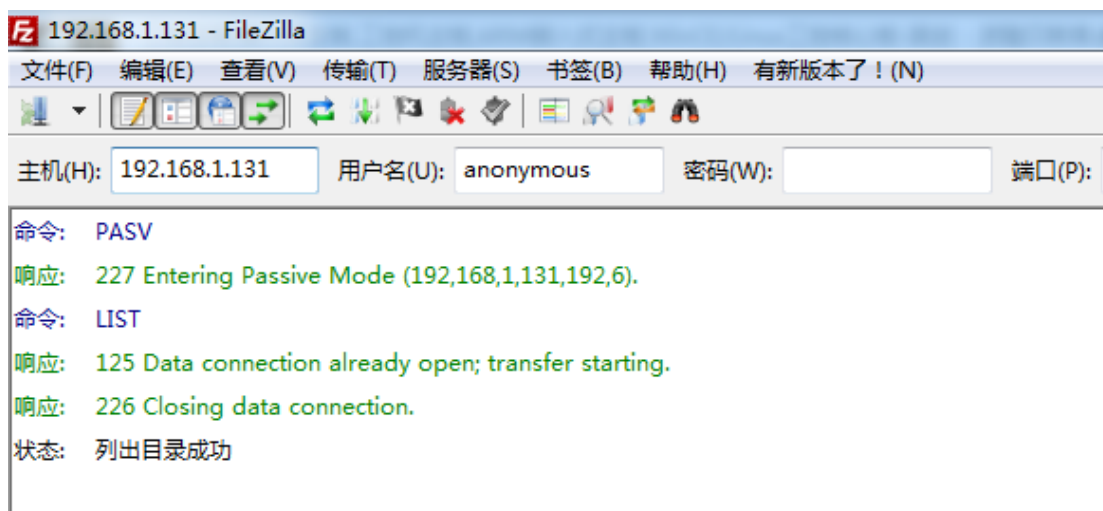 192.168.1.131 - FileZilla
文件(F) 编辑(E) 查看(V) 传输(T) 服务器(S) 书签(B) 帮助(H) 有新版本了！(N)
主机(H): 192.168.1.131 用户名(U): anonymous 密码(W): 端口(P):
命令: PASV
响应: 227 Entering Passive Mode (192,168,1,131,192,6).
命令: LIST
响应: 125 Data connection already open; transfer starting.
响应: 226 Closing data connection.
状态: 列出目录成功